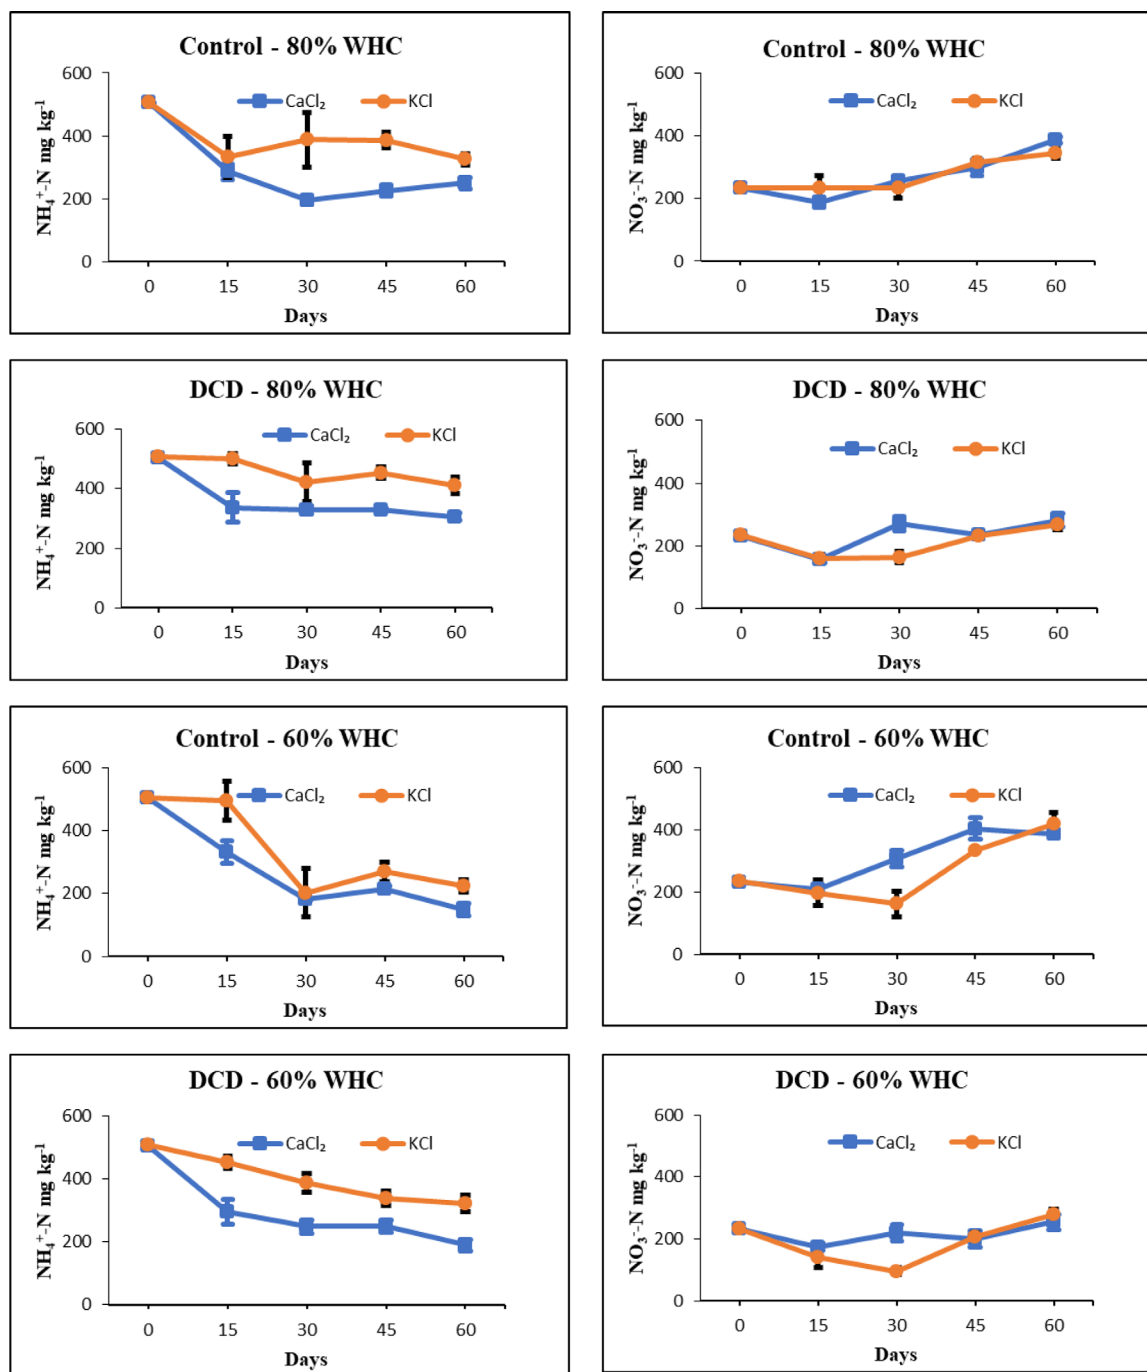 Control - 80% WHC
CaCl₂ KCl
NH₄⁺-N mg kg⁻¹
600
400
200
0
0 15 30 45 60
Days
Control - 80% WHC
CaCl₂ KCl
NO₃⁻-N mg kg⁻¹
600
400
200
0
0 15 30 45 60
Days
DCD - 80% WHC
CaCl₂ KCl
NH₄⁺-N mg kg⁻¹
600
400
200
0
0 15 30 45 60
Days
DCD - 80% WHC
CaCl₂ KCl
NO₃⁻-N mg kg⁻¹
600
400
200
0
0 15 30 45 60
Days
Control - 60% WHC
CaCl₂ KCl
NH₄⁺-N mg kg⁻¹
600
400
200
0
0 15 30 45 60
Days
Control - 60% WHC
CaCl₂ KCl
NO₃⁻-N mg kg⁻¹
600
400
200
0
0 15 30 45 60
Days
DCD - 60% WHC
CaCl₂ KCl
NH₄⁺-N mg kg⁻¹
600
400
200
0
0 15 30 45 60
Days
DCD - 60% WHC
CaCl₂ KCl
NO₃⁻-N mg kg⁻¹
600
400
200
0
0 15 30 45 60
Days